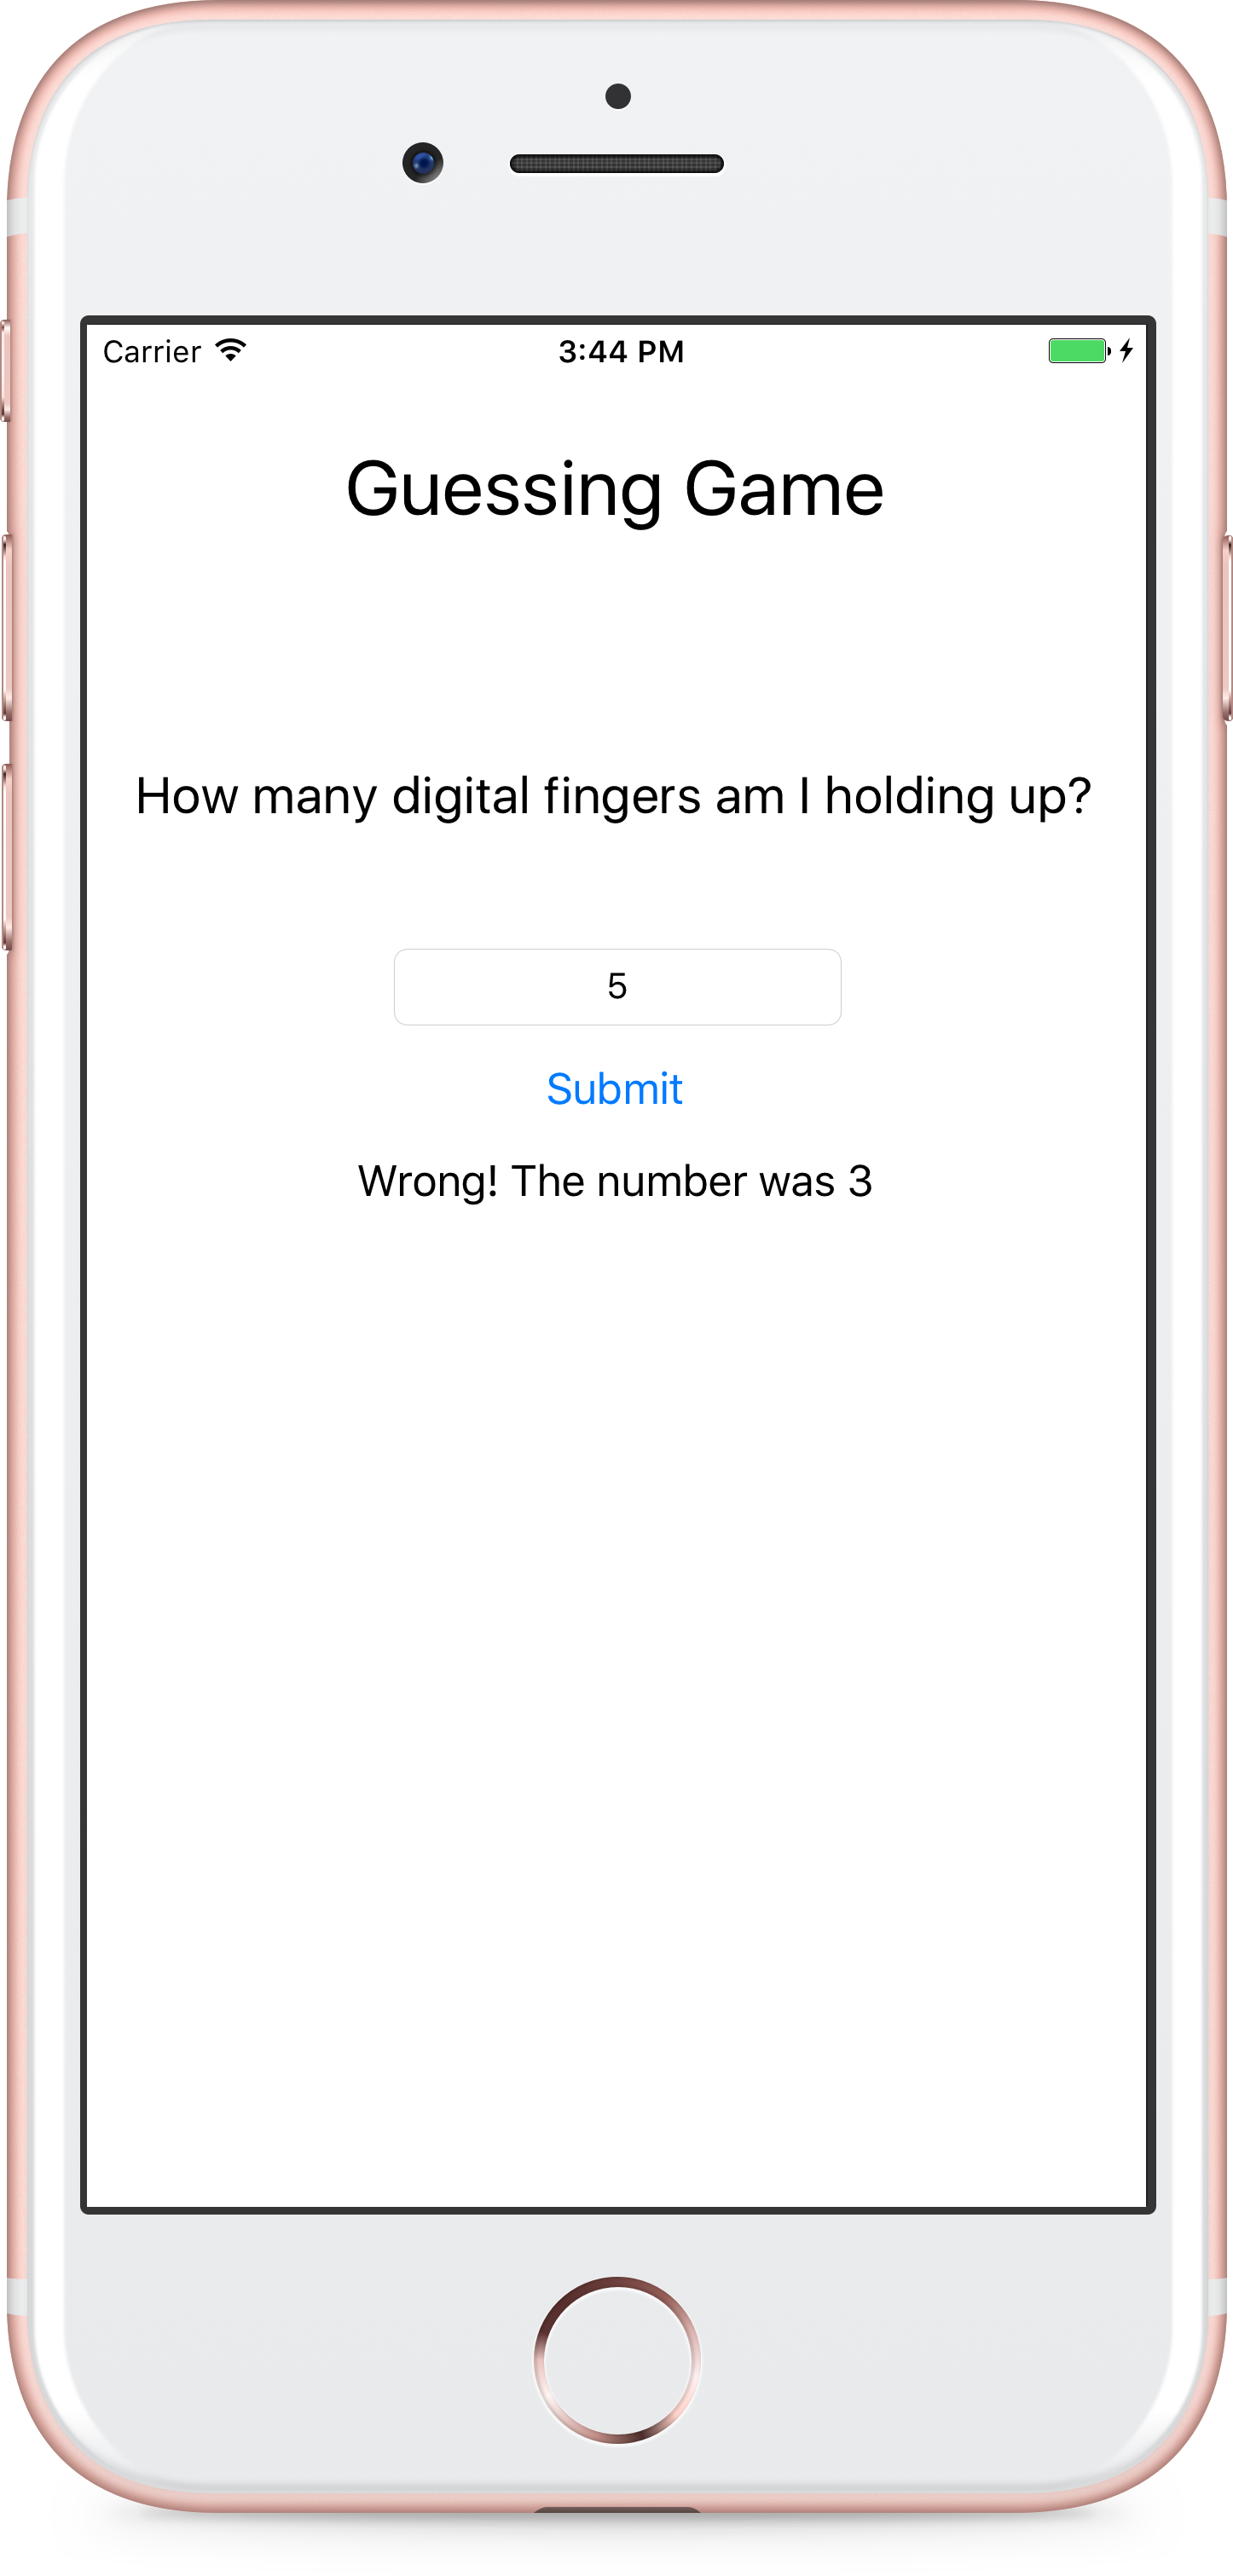 Carrier
3:44 PM
Guessing Game
How many digital fingers am I holding up?
5
Submit
Wrong! The number was 3